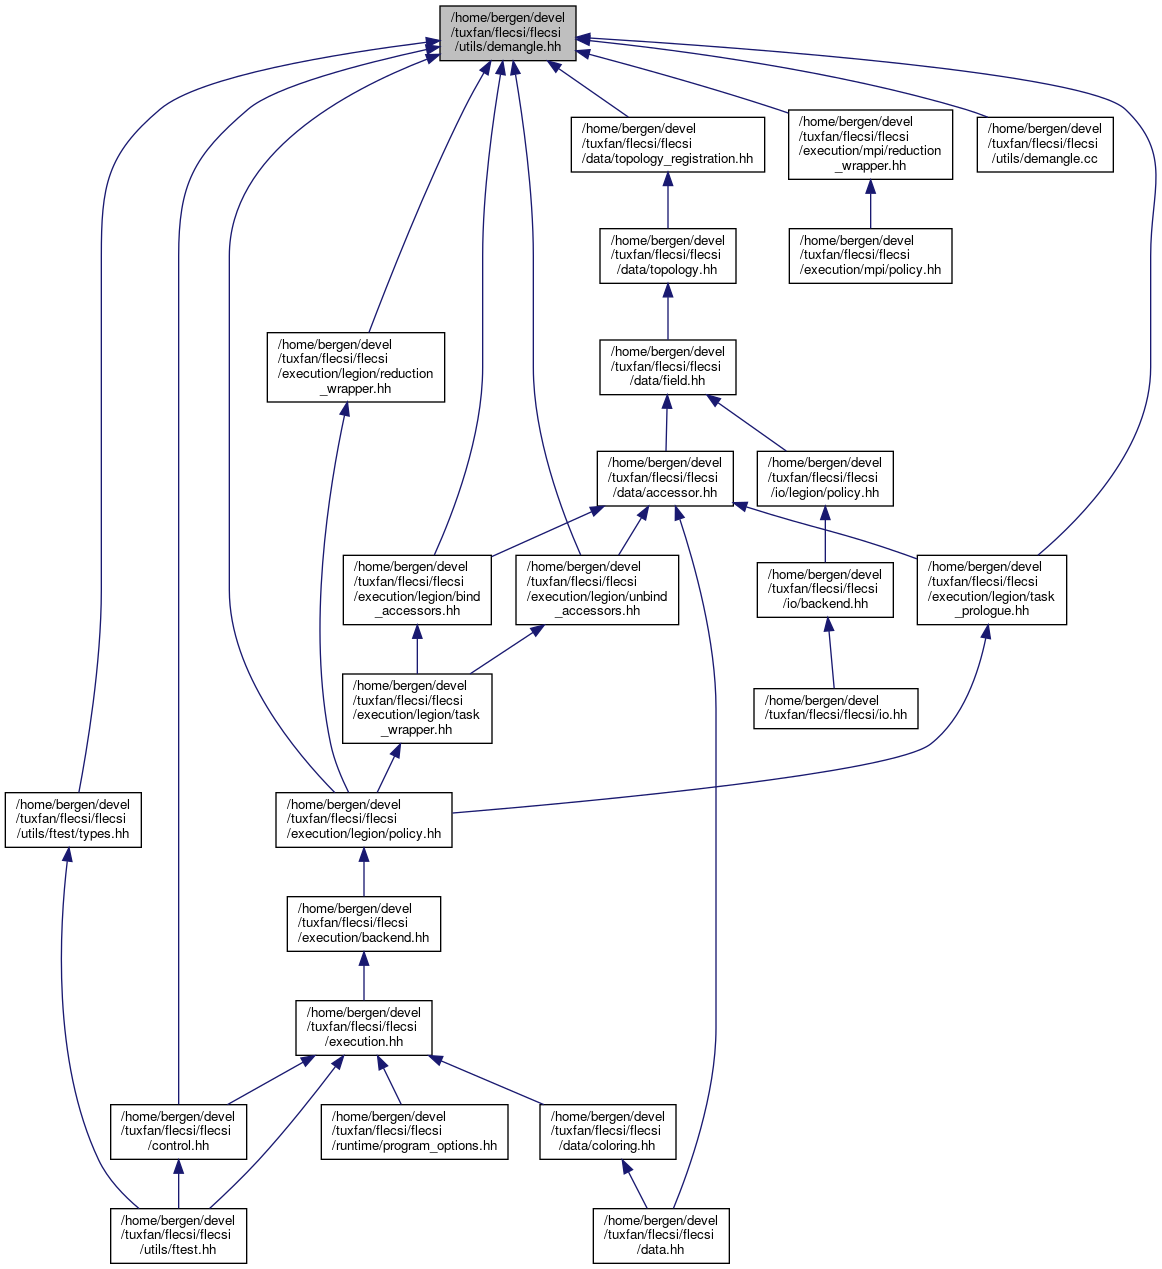 /home/bergen/devel
/tuxfan/flecsi/flecsi
/utils/demangle.hh
/home/bergen/devel
/tuxfan/flecsi/flecsi
/data/topology_registration.hh
/home/bergen/devel
/tuxfan/flecsi/flecsi
/execution/mpi/reduction
_wrapper.hh
/home/bergen/devel
/tuxfan/flecsi/flecsi
/utils/demangle.cc
/home/bergen/devel
/tuxfan/flecsi/flecsi
/data/topology.hh
/home/bergen/devel
/tuxfan/flecsi/flecsi
/execution/mpi/policy.hh
/home/bergen/devel
/tuxfan/flecsi/flecsi
/execution/legion/reduction
_wrapper.hh
/home/bergen/devel
/tuxfan/flecsi/flecsi
/data/field.hh
/home/bergen/devel
/tuxfan/flecsi/flecsi
/data/accessor.hh
/home/bergen/devel
/tuxfan/flecsi/flecsi
/io/legion/policy.hh
/home/bergen/devel
/tuxfan/flecsi/flecsi
/execution/legion/bind
_accessors.hh
/home/bergen/devel
/tuxfan/flecsi/flecsi
/execution/legion/unbind
_accessors.hh
/home/bergen/devel
/tuxfan/flecsi/flecsi
/io/backend.hh
/home/bergen/devel
/tuxfan/flecsi/flecsi
/execution/legion/task
_prologue.hh
/home/bergen/devel
/tuxfan/flecsi/flecsi
/execution/legion/task
_wrapper.hh
/home/bergen/devel
/tuxfan/flecsi/flecsi/io.hh
/home/bergen/devel
/tuxfan/flecsi/flecsi
/utils/ftest/types.hh
/home/bergen/devel
/tuxfan/flecsi/flecsi
/execution/legion/policy.hh
/home/bergen/devel
/tuxfan/flecsi/flecsi
/execution/backend.hh
/home/bergen/devel
/tuxfan/flecsi/flecsi
/execution.hh
/home/bergen/devel
/tuxfan/flecsi/flecsi
/control.hh
/home/bergen/devel
/tuxfan/flecsi/flecsi
/runtime/program_options.hh
/home/bergen/devel
/tuxfan/flecsi/flecsi
/data/coloring.hh
/home/bergen/devel
/tuxfan/flecsi/flecsi
/utils/ftest.hh
/home/bergen/devel
/tuxfan/flecsi/flecsi
/data.hh